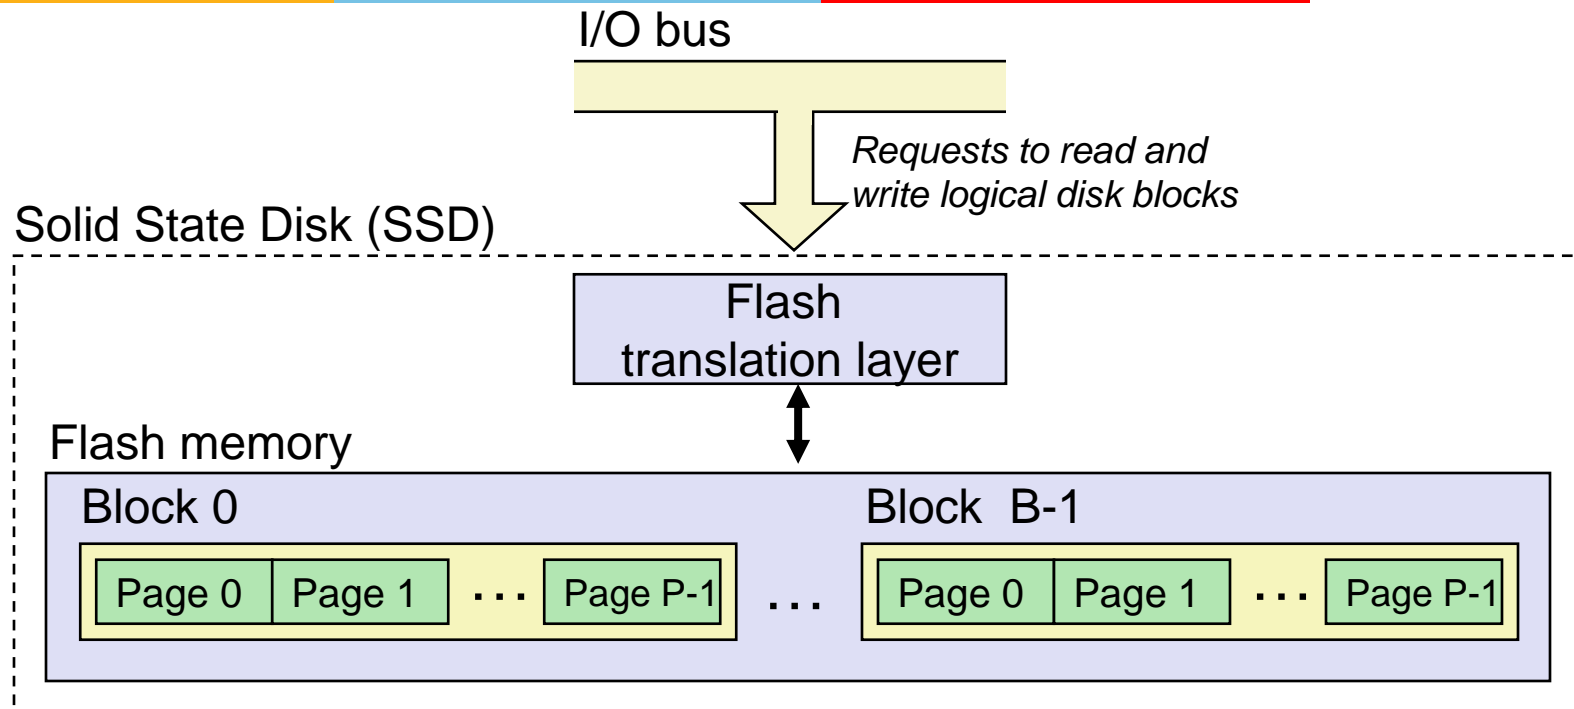 I/O bus
Requests to read and
write logical disk blocks
Solid State Disk (SSD)
Flash
translation layer
Flash memory
Block 0
Block B-1
Page 0 Page 1 ... Page P-1 ... Page 0 Page 1 ... Page P-1